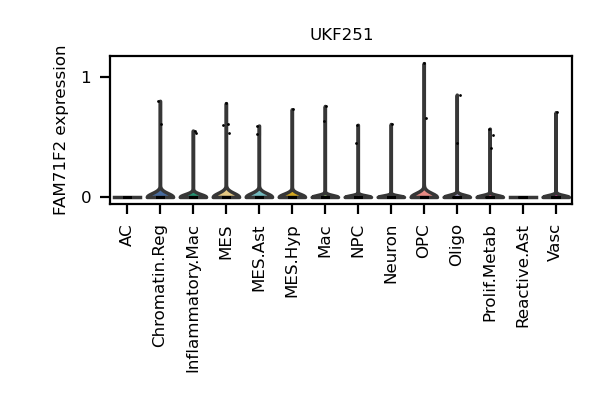 UKF251
FAM71F2 expression
1
0
AC
Chromatin.Reg
Inflammatory.Mac
MES
MES.Ast
MES.Hyp
Mac
NPC
Neuron
OPC
Oligo
Prolif.Metab
Reactive.Ast
Vasc